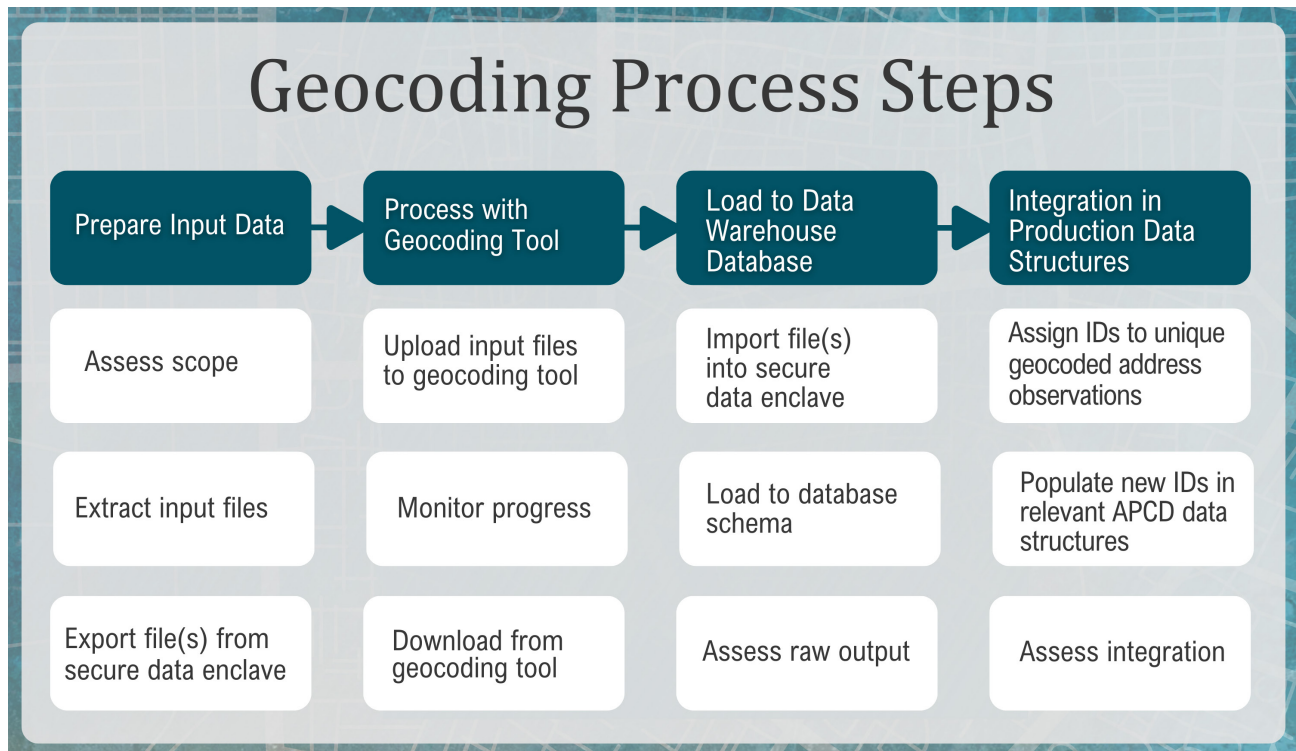 Geocoding Process Steps
Prepare Input Data
Process with
Geocoding Tool
Load to Data
Warehouse
Database
Integration in
Production Data
Structures
Assess scope
Upload input files
to geocoding tool
Import file(s)
into secure
data enclave
Assign IDs to unique
geocoded address
observations
Extract input files
Monitor progress
Load to database
schema
Populate new IDs in
relevant APCD data
structures
Export file(s) from
secure data enclave
Download from
geocoding tool
Assess raw output
Assess integration